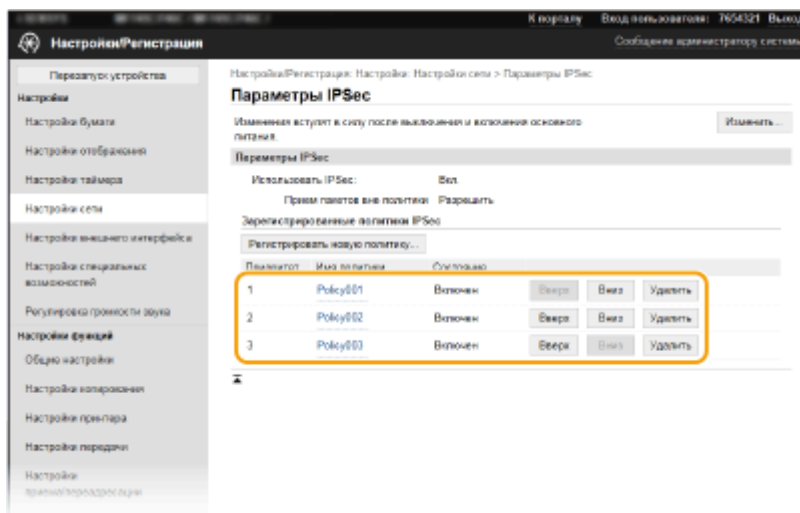 К порталу Вход пользователя: 7654321 Выход
Настройки/Регистрация
Сообщение администратору системы
Перезапуск устройства
Настройки
Настройки бумаги
Настройки отображения
Настройки таймера
Настройки сети
Настройки внешнего интерфейса
Настройки специальных
возможностей
Регулировка громкости звука
Настройки функций
Общие настройки
Настройки копирования
Настройки принтера
Настройки передачи
Настройки
приема/переадресации
Настройки/Регистрация: Настройки: Настройки сети > Параметры IPSec
Параметры IPSec
Изменения вступят в силу после выключения и включения основного
питания.
Изменить...
Параметры IPSec
Использовать IPSec: Вкл.
Прием пакетов вне политики Разрешить
Зарегистрированные политики IPSec
Регистрировать новую политику...
Приоритет Имя политики Состояние
1 Policy001 Включен Вверх Вниз Удалить
2 Policy002 Включен Вверх Вниз Удалить
3 Policy003 Включен Вверх Вниз Удалить